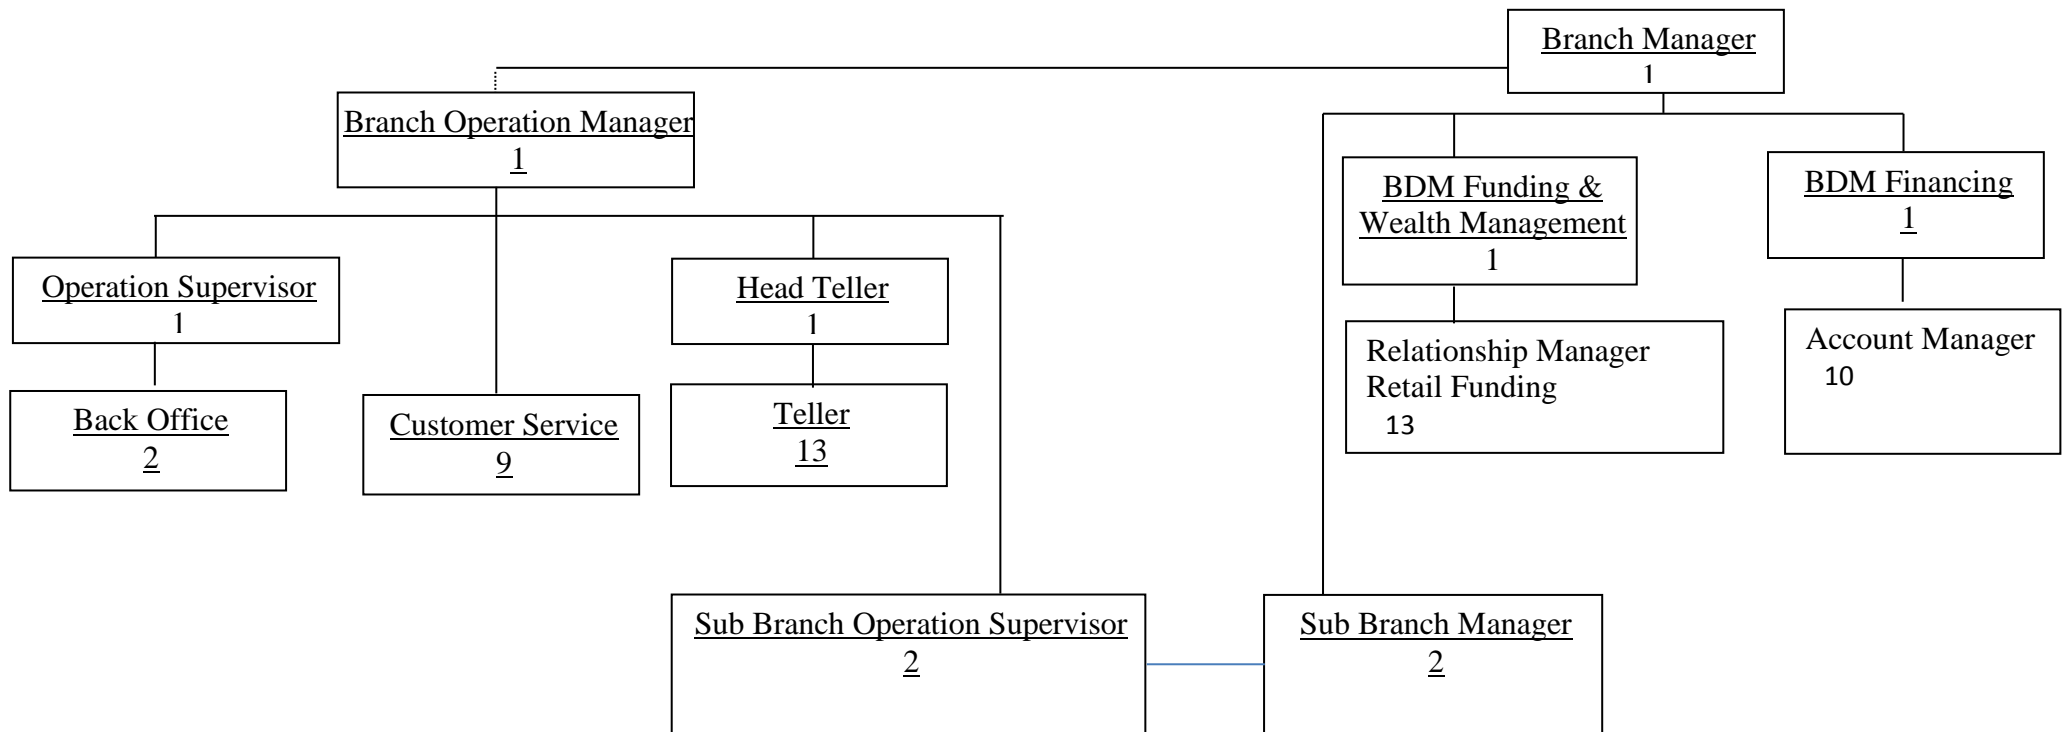 Branch Manager
1
Branch Operation Manager
1
BDM Funding &
Wealth Management
1
BDM Financing
1
Operation Supervisor
1
Head Teller
1
Relationship Manager
Retail Funding
13
Account Manager
10
Back Office
2
Customer Service
9
Teller
13
Sub Branch Operation Supervisor
2
Sub Branch Manager
2